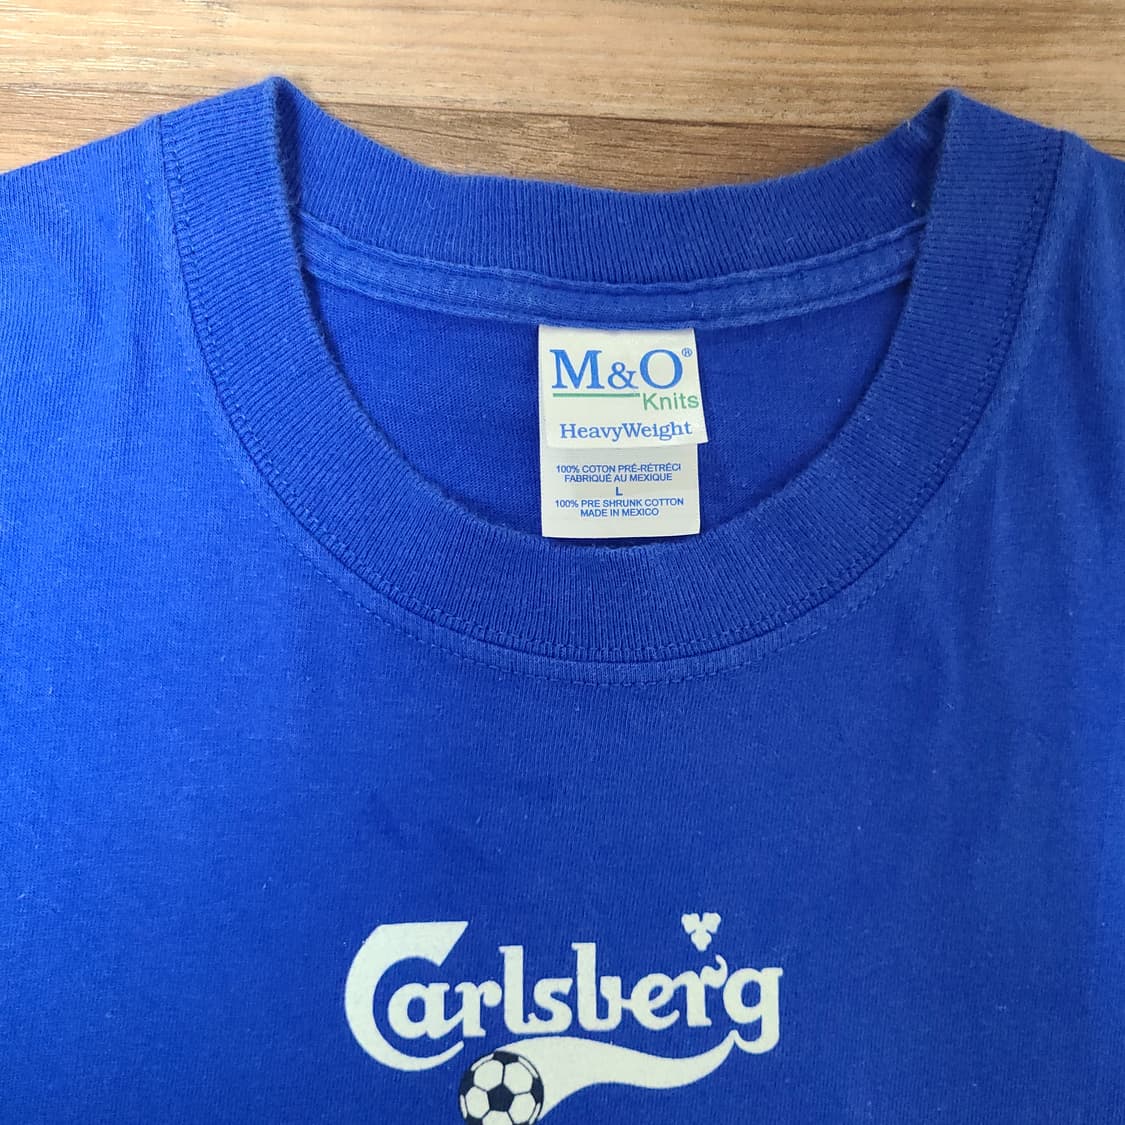 M&O®
Knits
HeavyWeight
100% COTON PRÉ-RÉTRÉCI
FABRIQUÉ AU MEXIQUE
L
100% PRE SHRUNK COTTON
MADE IN MEXICO
Carlsberg